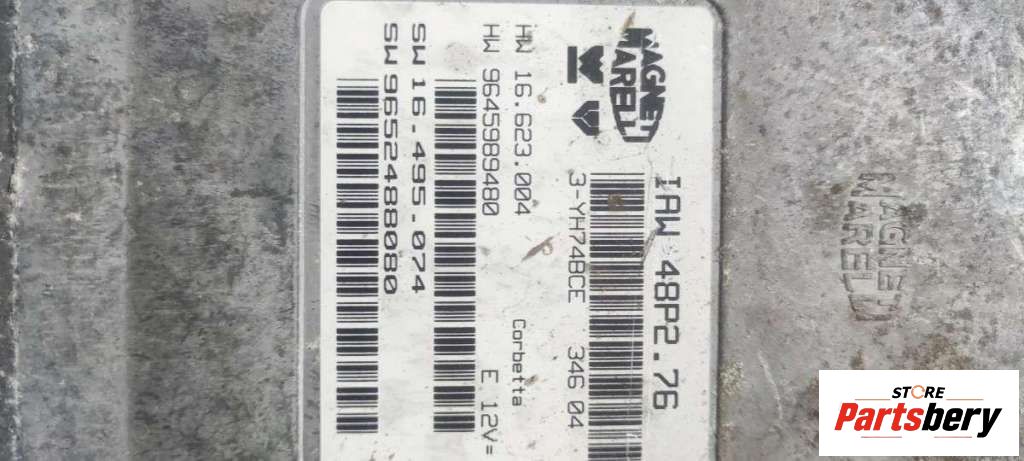 MAGNETI
MARELLI
IAW 48P2.76
3-YH74BCE 346 04
HW 16.623.004
HW 9645989480
Corbetta
E 12V=
SW 16.495.074
SW 9652488080
MAGNETI
MARELLI
STORE
Partsbery